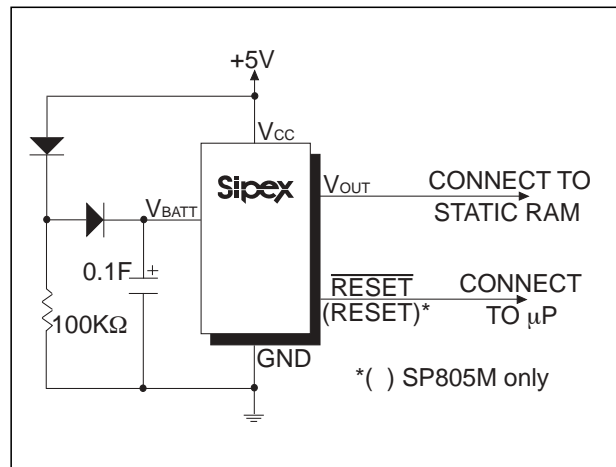 +5V
VCC
Sipex
VOUT
CONNECT TO
STATIC RAM
VBATT
0.1F
+
RESET
(RESET)*
CONNECT
TO µP
100KΩ
GND
*( ) SP805M only